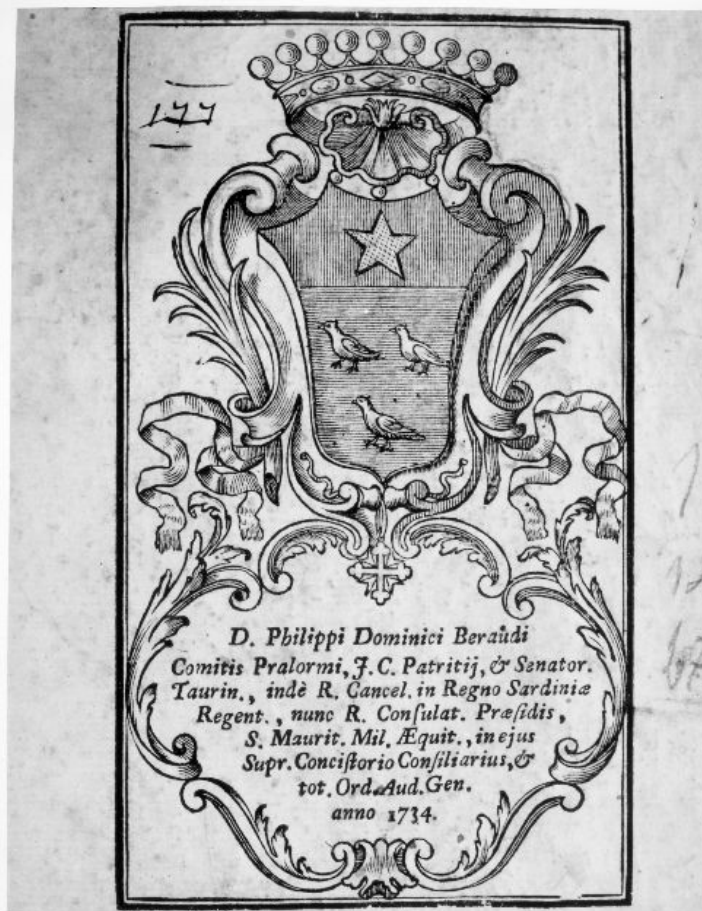 177
D. Philippi Dominici Beraudi
Comitis Pralormi, J.C. Patritij, & Senator.
Taurin., indè R. Cancel. in Regno Sardiniæ
Regent., nunc R. Conſulat. Præſidis,
S. Maurit. Mil. Æquit., in ejus
Supr. Conciſtorio Conſiliarius, &
tot. Ord. Aud. Gen.
anno 1734.